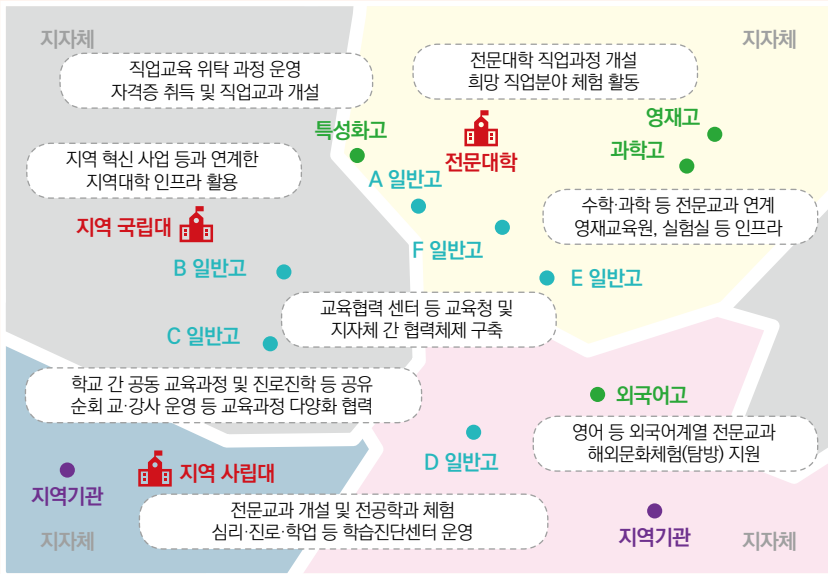 지자체
지자체
직업교육 위탁 과정 운영
자격증 취득 및 직업교과 개설
전문대학 직업과정 개설
희망 직업분야 체험 활동
특성화고
전문대학
영재고
과학고
지역 혁신 사업 등과 연계한
지역대학 인프라 활용
A 일반고
수학·과학 등 전문교과 연계
영재교육원, 실험실 등 인프라
지역 국립대
F 일반고
B 일반고
E 일반고
교육협력 센터 등 교육청 및
지자체 간 협력체제 구축
C 일반고
학교 간 공동 교육과정 및 진로진학 등 공유
순회 교·강사 운영 등 교육과정 다양화 협력
외국어고
영어 등 외국어계열 전문교과
해외문화체험(탐방) 지원
D 일반고
지역 사립대
지역기관
전문교과 개설 및 전공학과 체험
심리·진로·학업 등 학습진단센터 운영
지역기관
지자체
지자체